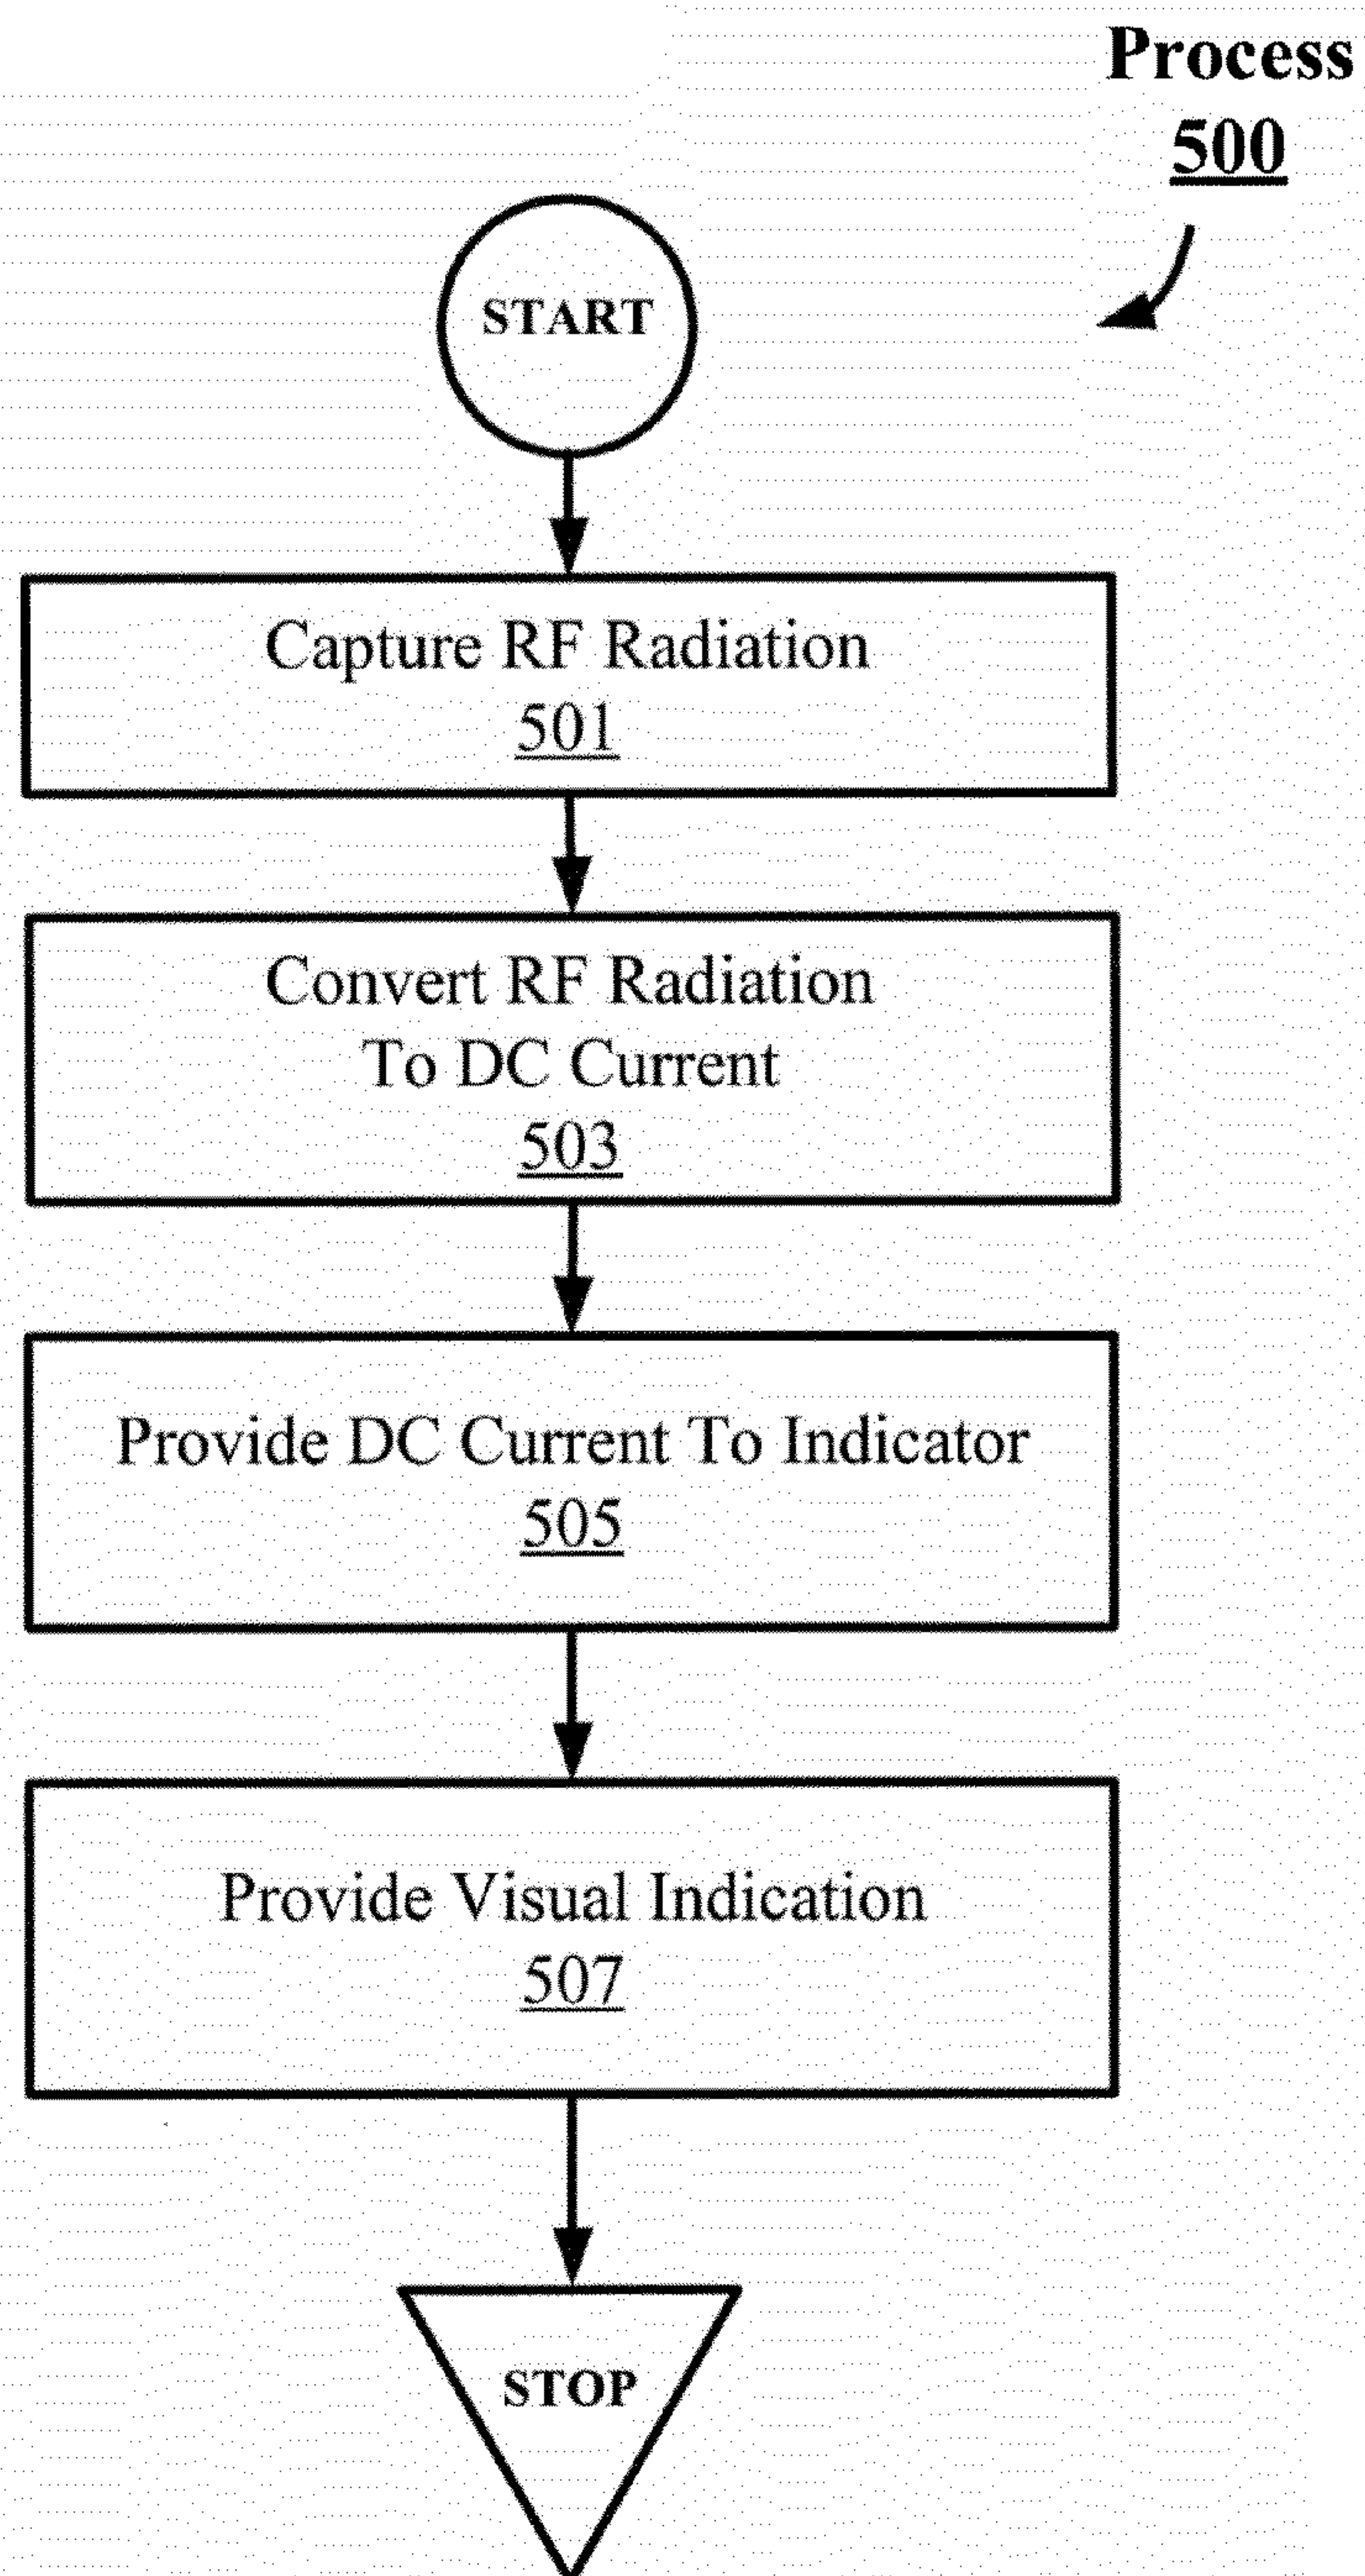 Process
500
START
Capture RF Radiation
501
Convert RF Radiation
To DC Current
503
Provide DC Current To Indicator
505
Provide Visual Indication
507
STOP